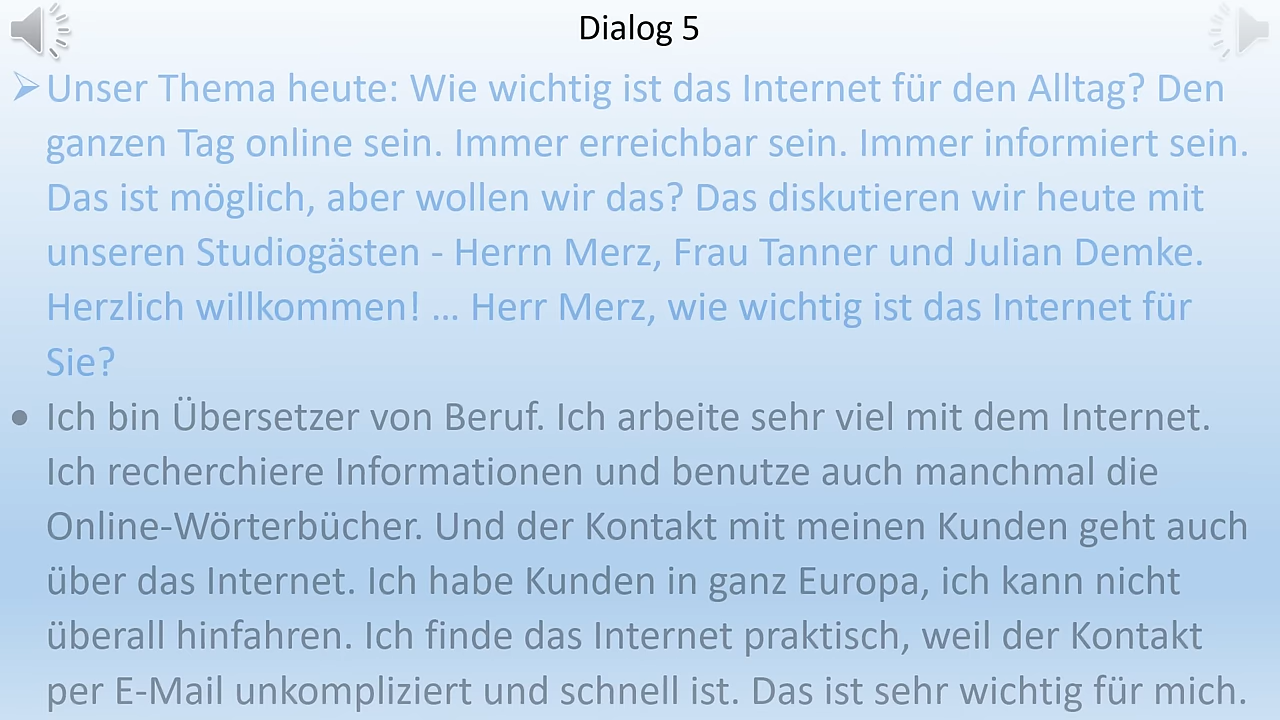 Dialog 5
Unser Thema heute: Wie wichtig ist das Internet für den Alltag? Den
ganzen Tag online sein. Immer erreichbar sein. Immer informiert sein.
Das ist möglich, aber wollen wir das? Das diskutieren wir heute mit
unseren Studiogästen - Herrn Merz, Frau Tanner und Julian Demke.
Herzlich willkommen! … Herr Merz, wie wichtig ist das Internet für
Sie?
• Ich bin Übersetzer von Beruf. Ich arbeite sehr viel mit dem Internet.
Ich recherchiere Informationen und benutze auch manchmal die
Online-Wörterbücher. Und der Kontakt mit meinen Kunden geht auch
über das Internet. Ich habe Kunden in ganz Europa, ich kann nicht
überall hinfahren. Ich finde das Internet praktisch, weil der Kontakt
per E-Mail unkompliziert und schnell ist. Das ist sehr wichtig für mich.